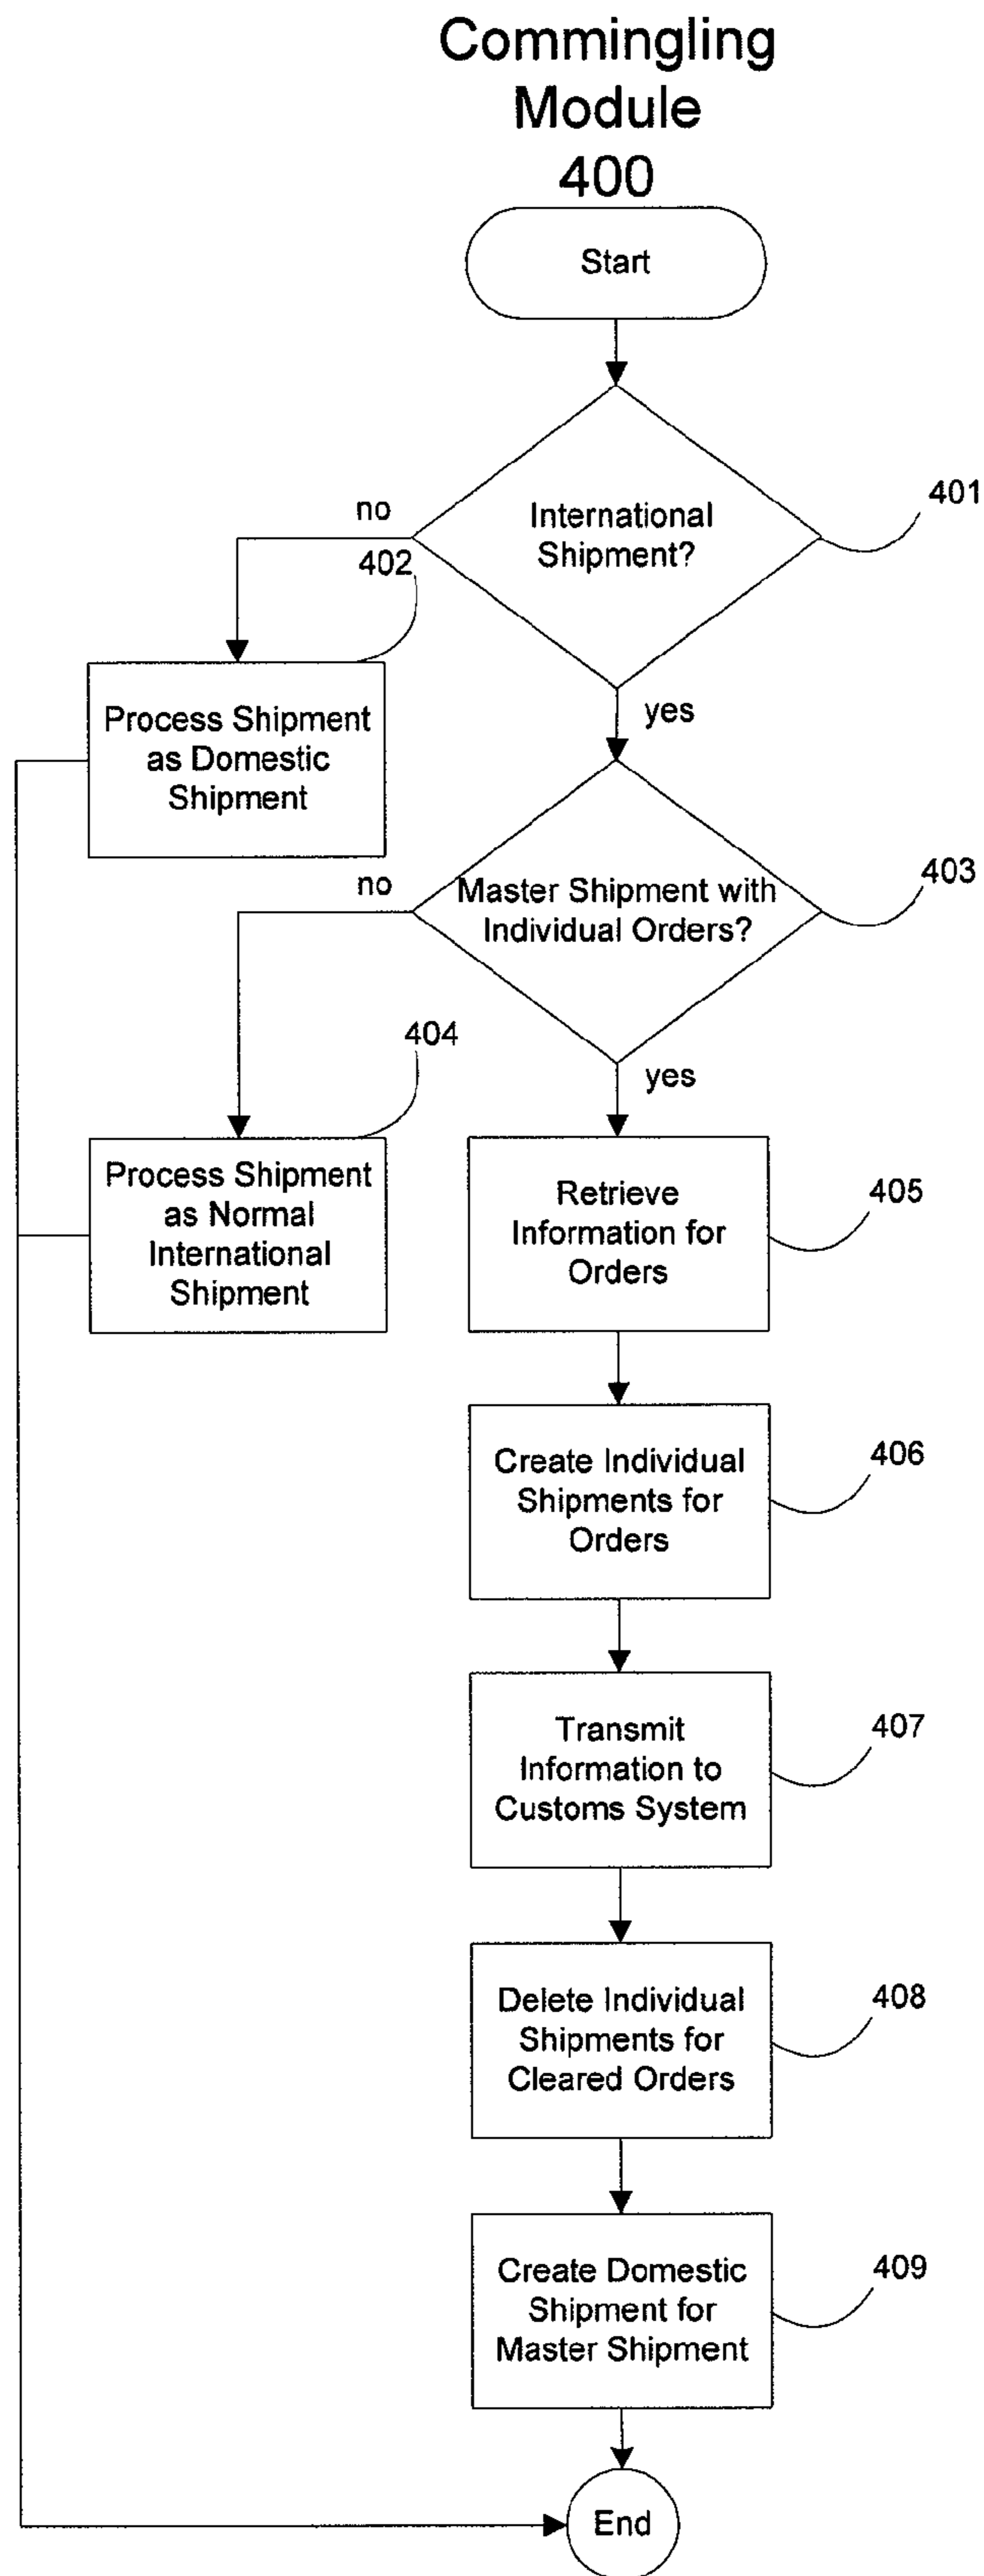 Commingling
Module
400
Start
International
Shipment?
401
no
402
yes
Process Shipment
as Domestic
Shipment
Master Shipment with
Individual Orders?
403
no
404
yes
Process Shipment
as Normal
International
Shipment
Retrieve
Information for
Orders
405
Create Individual
Shipments for
Orders
406
Transmit
Information to
Customs System
407
Delete Individual
Shipments for
Cleared Orders
408
Create Domestic
Shipment for
Master Shipment
409
End